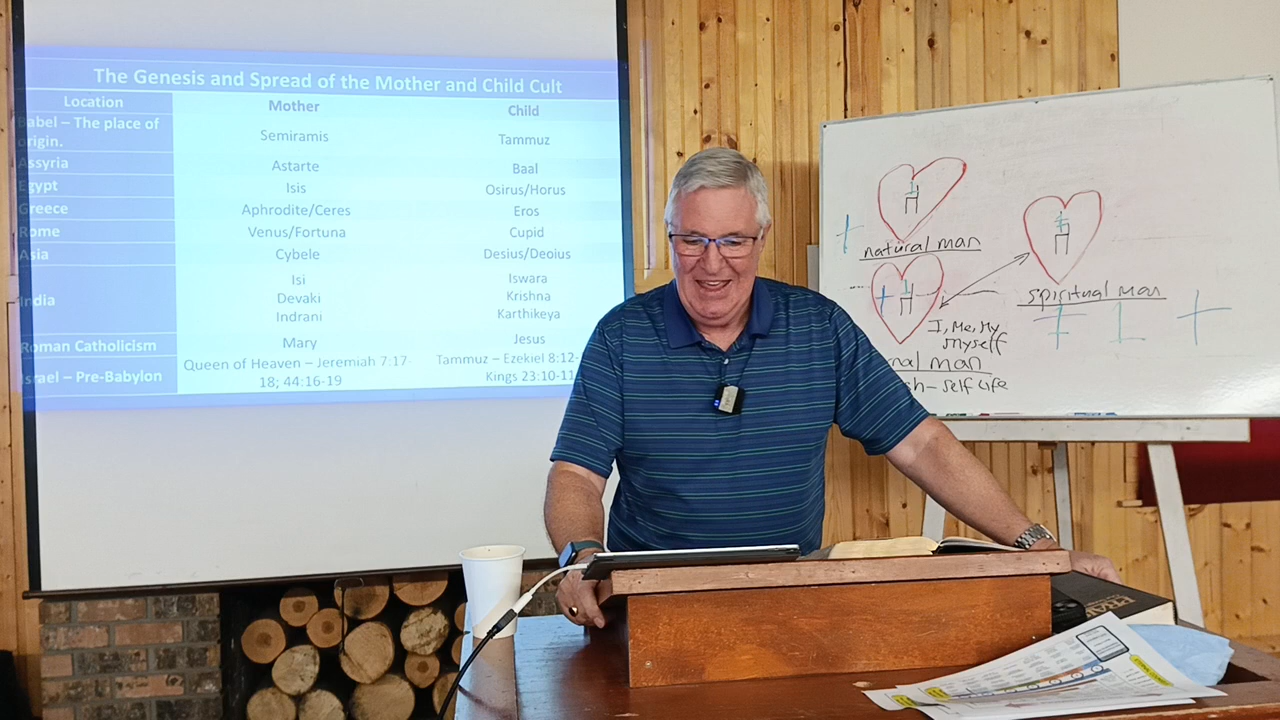 The Genesis and Spread of the Mother and Child Cult
Location Mother Child
Babel – The place of origin. Semiramis Tammuz
Assyria Astarte Baal
Egypt Isis Osirus/Horus
Greece Aphrodite/Ceres Eros
Rome Venus/Fortuna Cupid
Asia Cybele Desius/Deoius
India
Isi Iswara
Devaki Krishna
Indrani Karthikeya
Roman Catholicism Mary Jesus
Israel – Pre-Babylon
Queen of Heaven – Jeremiah 7:17-
18; 44:16-19
Tammuz – Ezekiel 8:12-
Kings 23:10-11
natural man
spiritual man
I, Me, My
Myself
nal man
sh – self life